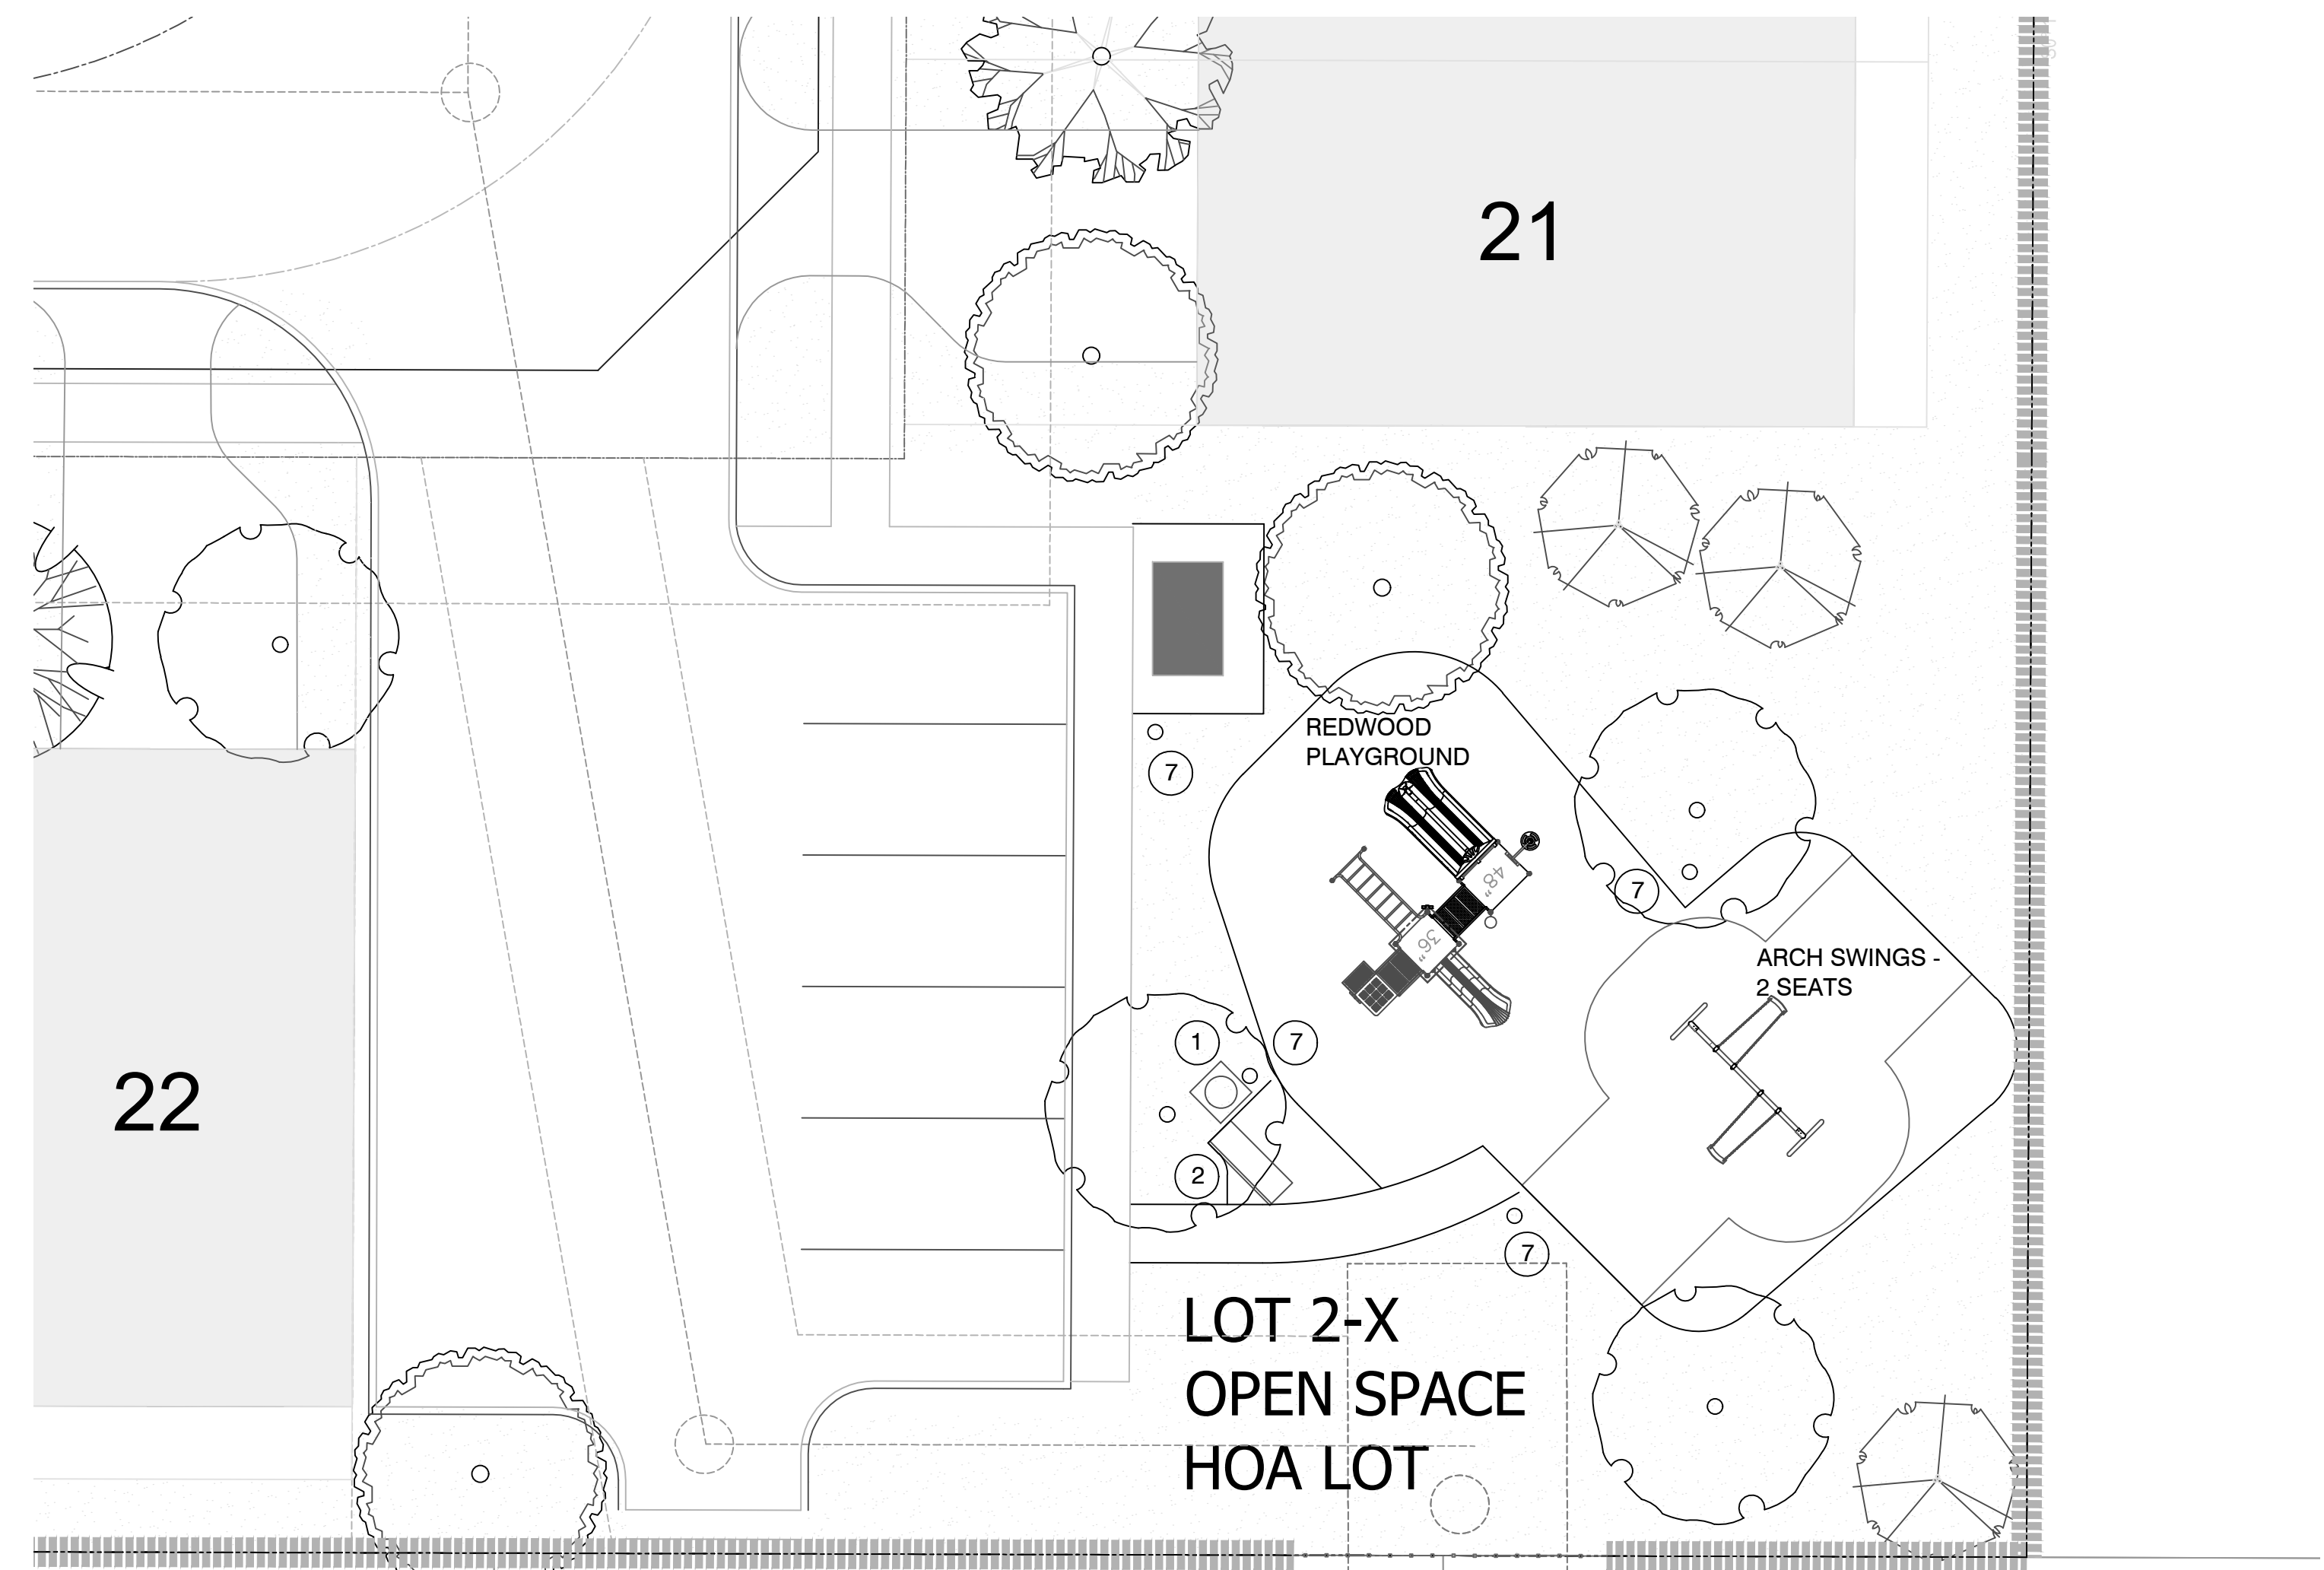 21
REDWOOD
PLAYGROUND
7
48"
7
36"
ARCH SWINGS -
2 SEATS
1
7
22
2
7
LOT 2-X
OPEN SPACE
HOA LOT